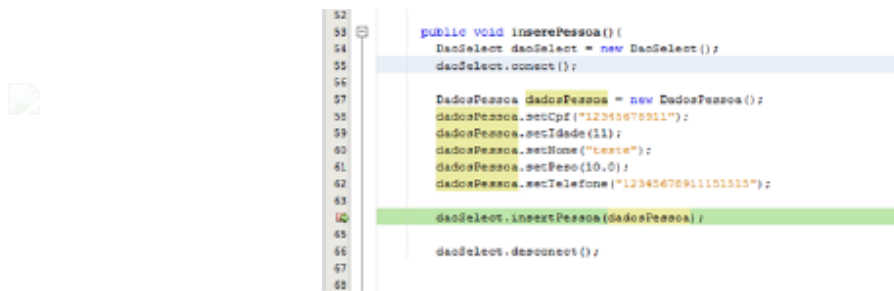 52
53 public void inserePessoa(){
54 DaoSelect daoSelect = new DaoSelect();
55 daoSelect.conect();
56
57 DadosPessoa dadosPessoa = new DadosPessoa();
58 dadosPessoa.setCpf("12345678911");
59 dadosPessoa.setIdade(11);
60 dadosPessoa.setNome("teste");
61 dadosPessoa.setPeso(10.0);
62 dadosPessoa.setTelefone("12345678911151515");
63
daoSelect.insertPessoa(dadosPessoa);
65
66 daoSelect.desconect();
67
68